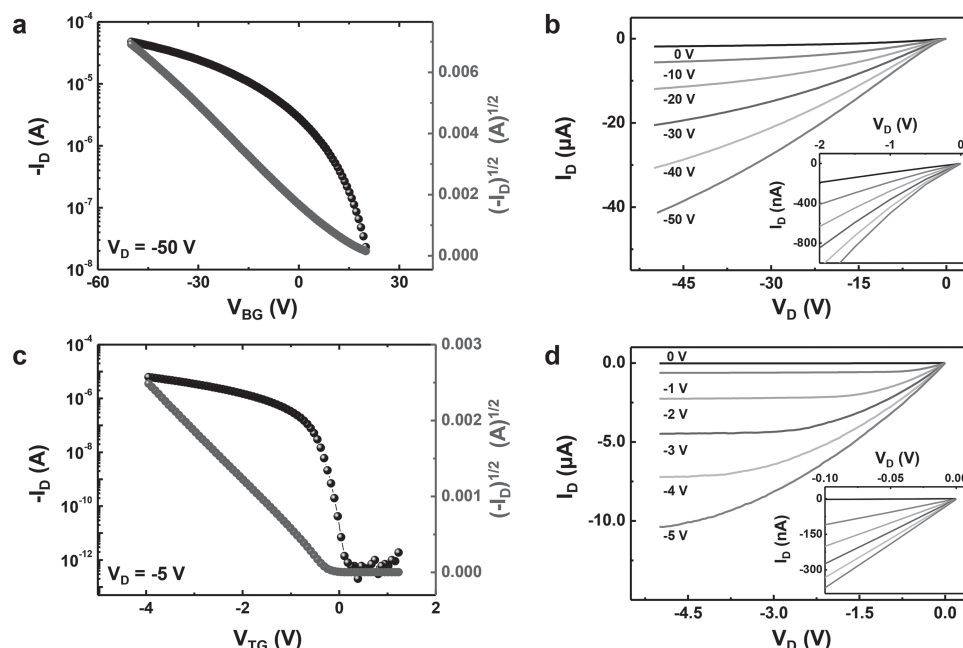 a
10⁻⁴
10⁻⁵
10⁻⁶
10⁻⁷
10⁻⁸
-I_D (A)
0.006
0.004
0.002
0.000
(-I_D)^1/2 (A)^1/2
V_D = -50 V
-60 -30 0 30
V_BG (V)
b
0
-20
-40
I_D (µA)
0 V
-10 V
-20 V
-30 V
-40 V
-50 V
V_D (V)
-2 -1 0
0
-400
-800
I_D (nA)
-45 -30 -15 0
V_D (V)
c
10⁻⁴
10⁻⁶
10⁻⁸
10⁻¹⁰
10⁻¹²
-I_D (A)
0.003
0.002
0.001
0.000
(-I_D)^1/2 (A)^1/2
V_D = -5 V
-4 -2 0 2
V_TG (V)
d
0.0
-5.0
-10.0
I_D (µA)
0 V
-1 V
-2 V
-3 V
-4 V
-5 V
V_D (V)
-0.10 -0.05 0.00
0
-150
-300
I_D (nA)
-4.5 -3.0 -1.5 0.0
V_D (V)